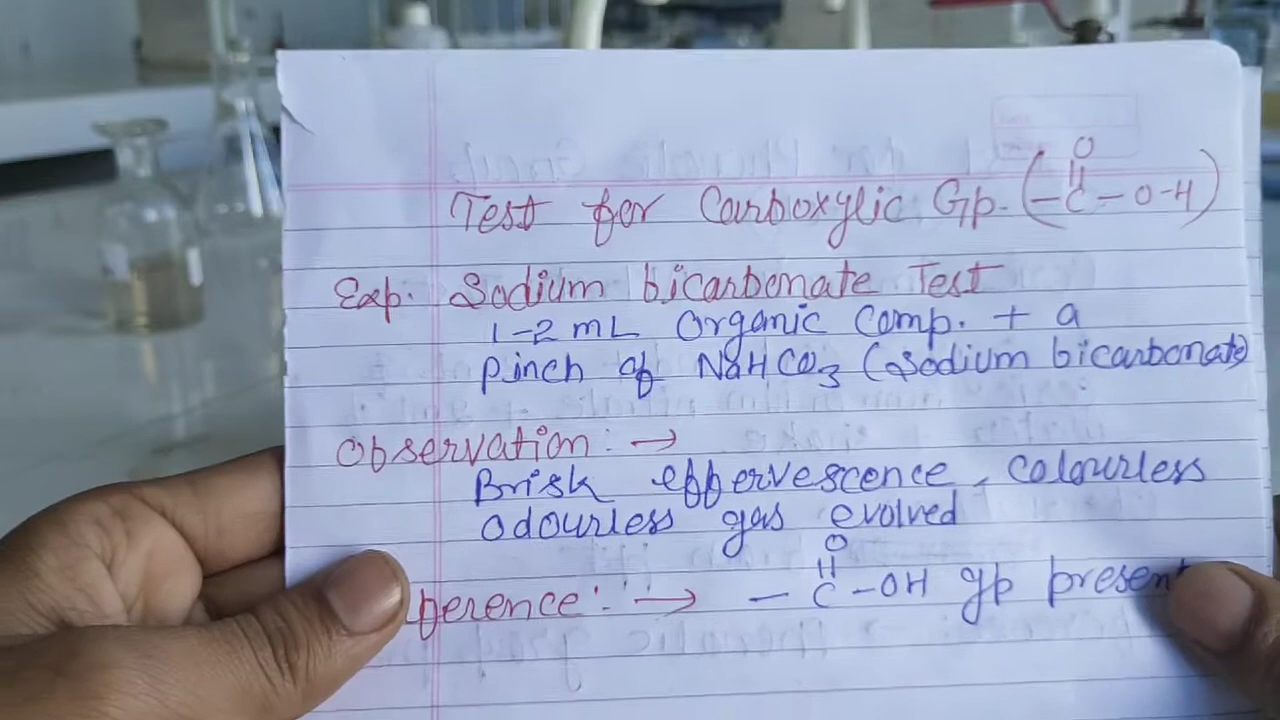 Test for Carboxylic Gp. (-C-O-H)
O
Exp. Sodium bicarbonate Test
1-2 mL Organic Comp. + a
pinch of NaHCO3 (Sodium bicarbonate)
Observation: →
Brisk effervescence, colourless
odourless gas evolved
O
ference: → - C -OH gp present